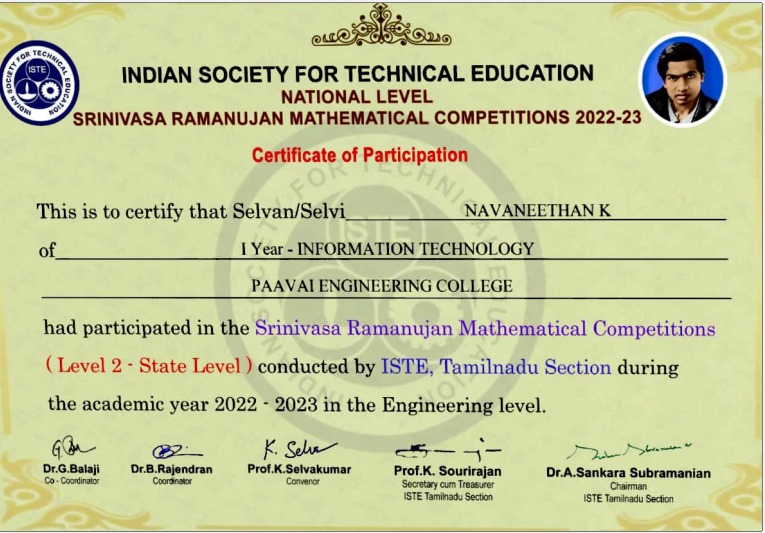 INDIAN SOCIETY FOR TECHNICAL EDUCATION
ISTE
INDIAN SOCIETY FOR TECHNICAL EDUCATION
NATIONAL LEVEL
SRINIVASA RAMANUJAN MATHEMATICAL COMPETITIONS 2022-23
Certificate of Participation
This is to certify that Selvan/Selvi NAVANEETHAN K
of I Year - INFORMATION TECHNOLOGY
PAAVAI ENGINEERING COLLEGE
had participated in the Srinivasa Ramanujan Mathematical Competitions
( Level 2 - State Level ) conducted by ISTE, Tamilnadu Section during
the academic year 2022 - 2023 in the Engineering level.
K. Selva
Dr.G.Balaji Dr.B.Rajendran Prof.K.Selvakumar Prof.K. Sourirajan Dr.A.Sankara Subramanian
Co - Coordinator Coordinator Convenor Secretary cum Treasurer Chairman
ISTE Tamilnadu Section ISTE Tamilnadu Section